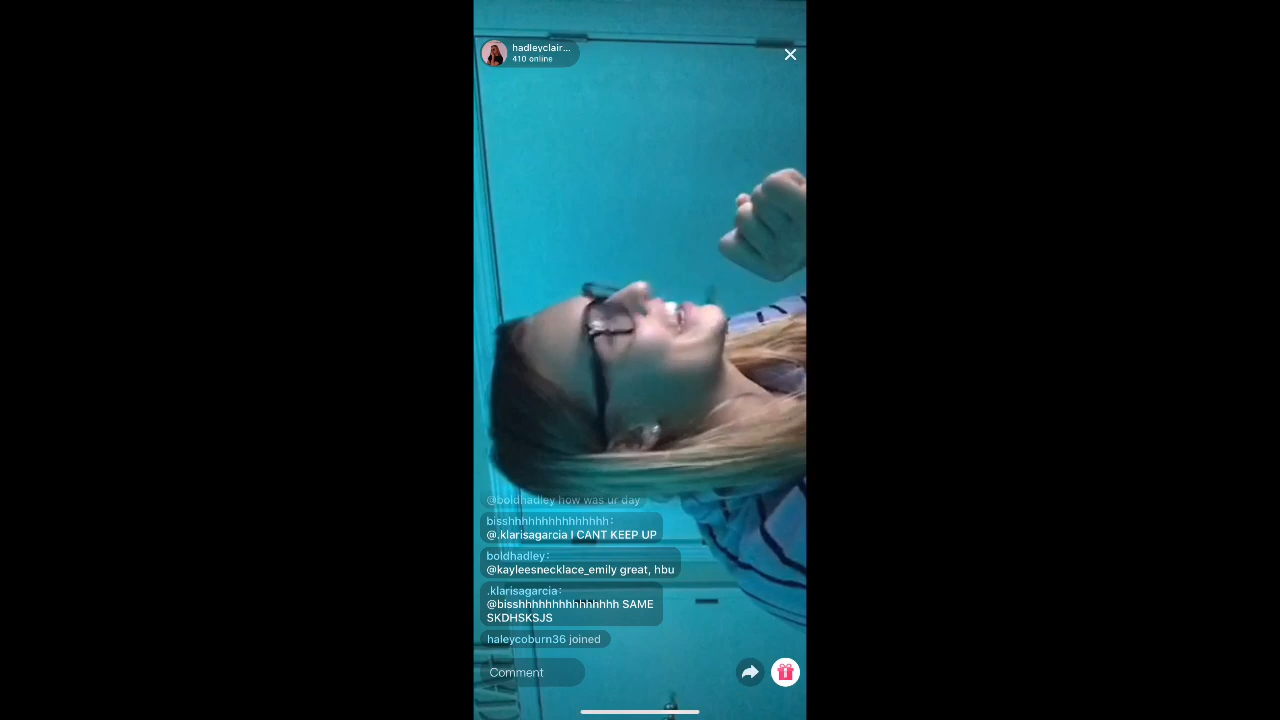 hadleyclair...
410 online
@boldhadley how was ur day
bisshhhhhhhhhhhhhhh:
@.klarisagarcia I CANT KEEP UP
boldhadley:
@kayleesnecklace_emily great, hbu
.klarisagarcia:
@bisshhhhhhhhhhhhhhh SAME
SKDHSKSJS
haleycoburn36 joined
Comment